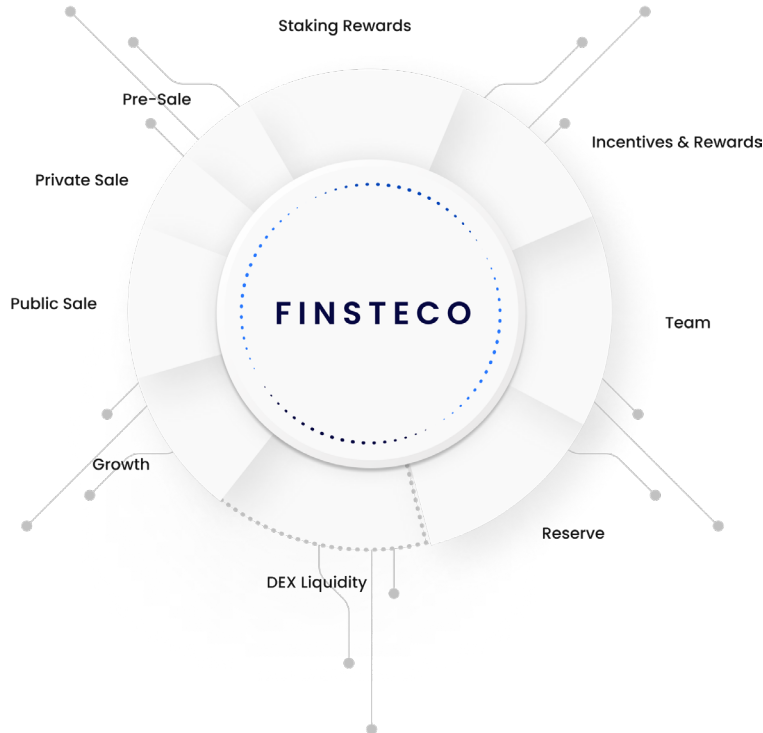 Staking Rewards
Pre-Sale
Incentives & Rewards
Private Sale
Public Sale
FINSTECO
Team
Growth
Reserve
DEX Liquidity